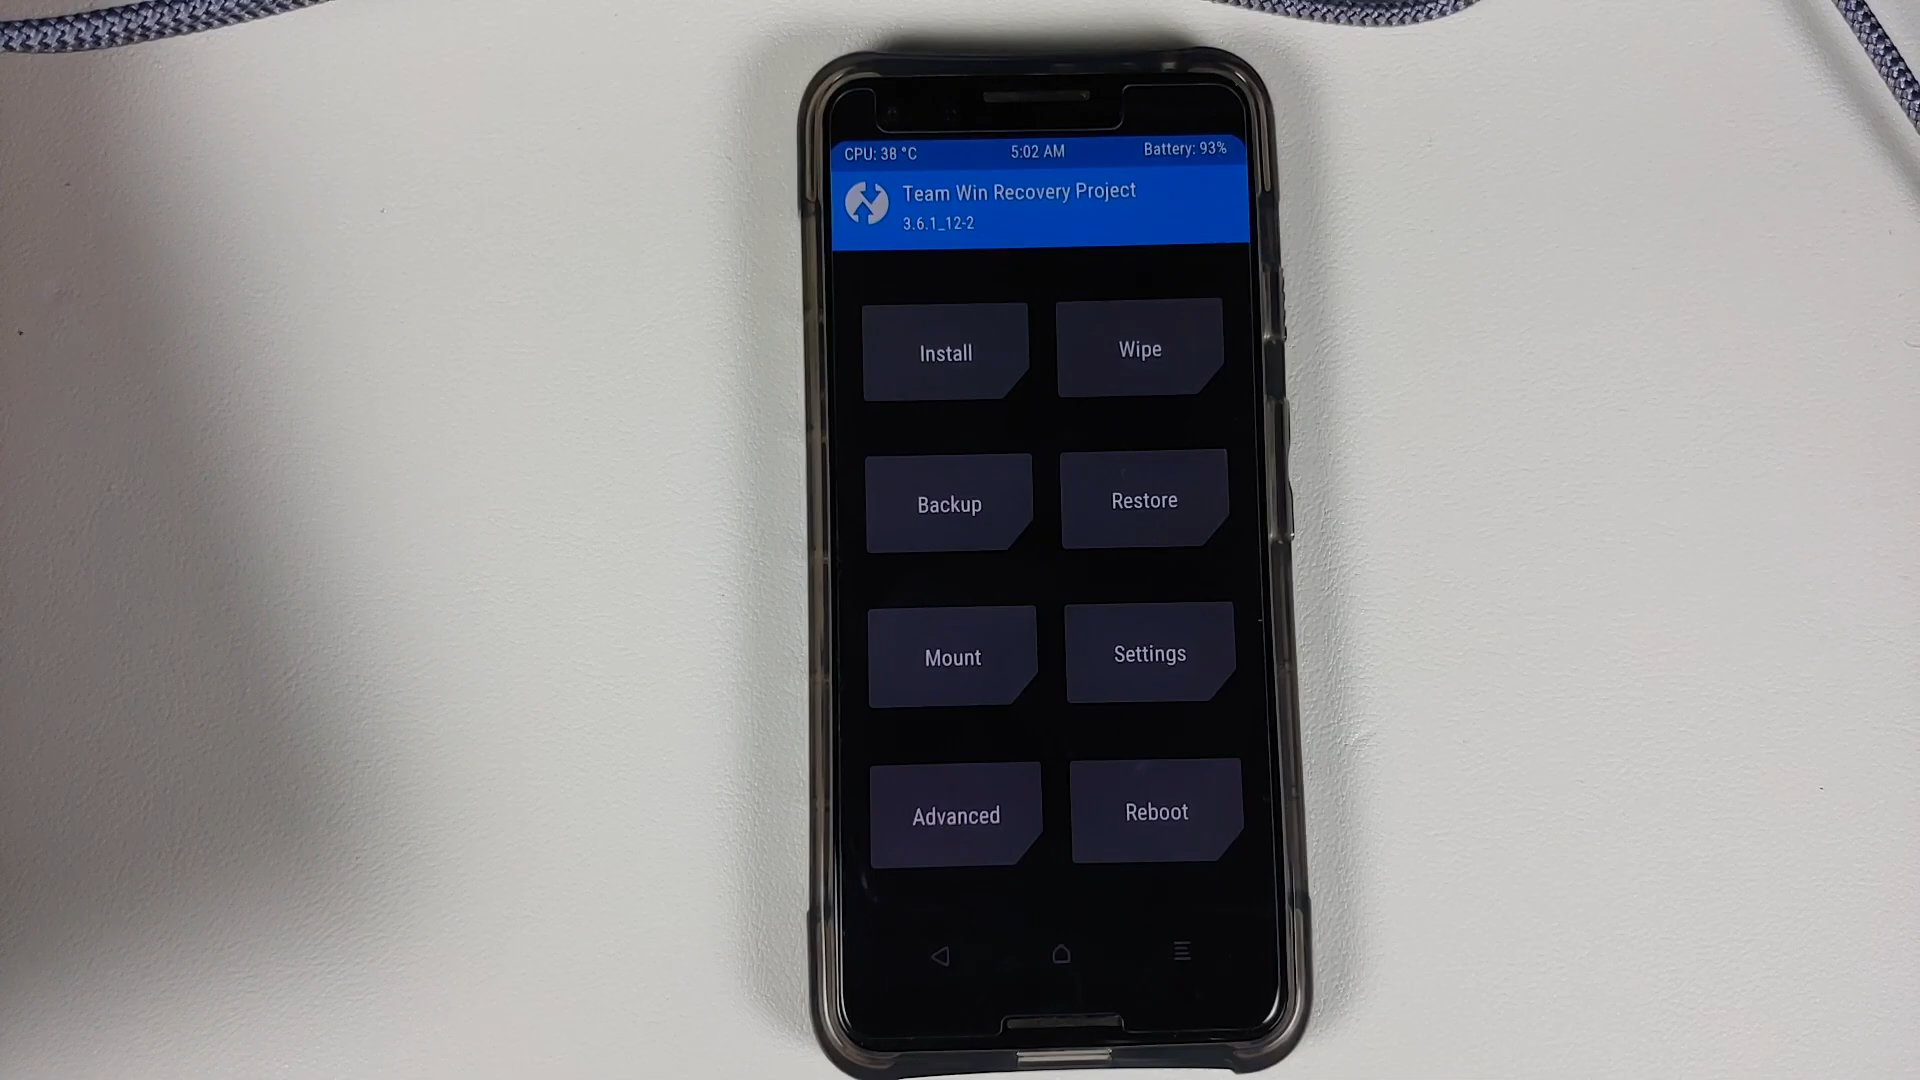 CPU: 38 °C 5:02 AM Battery: 93%
Team Win Recovery Project
3.6.1_12-2
Install Wipe
Backup Restore
Mount Settings
Advanced Reboot